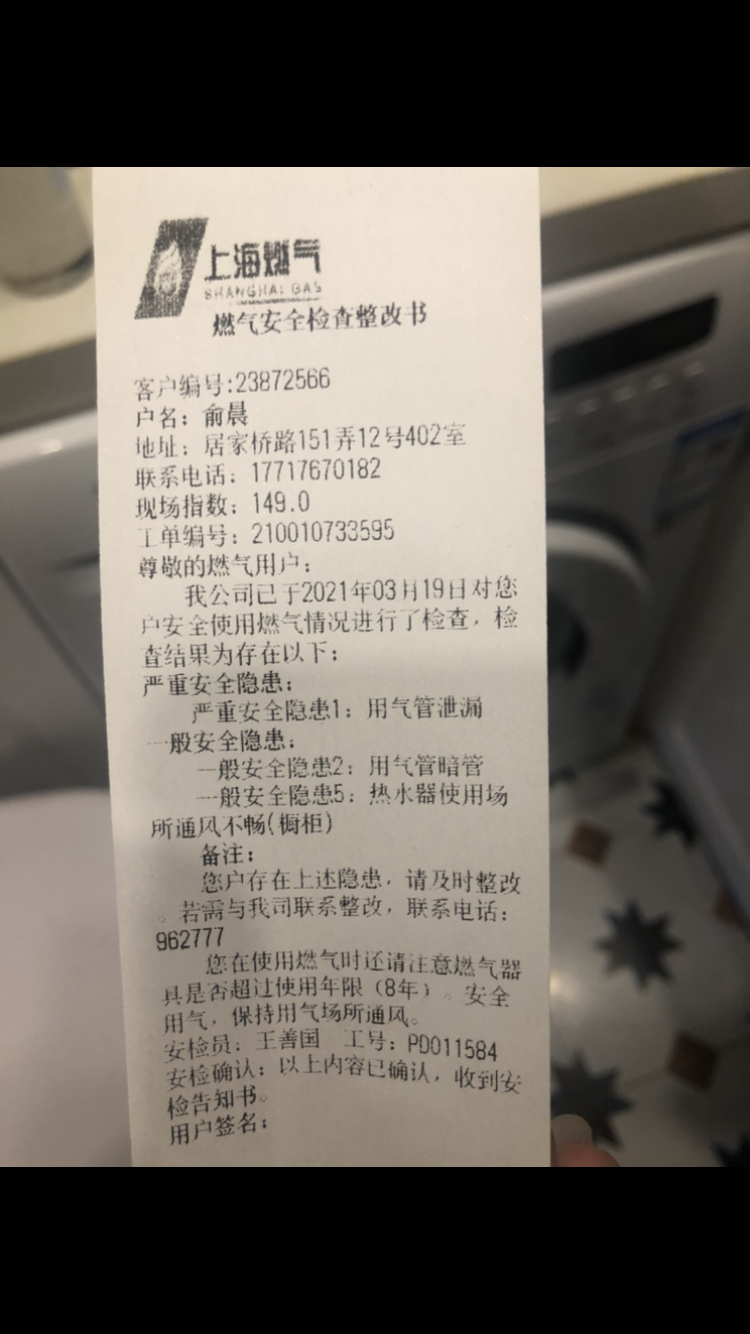 上海燃气
SHANGHAI GAS
燃气安全检查整改书
客户编号:23872566
户名：俞晨
地址：居家桥路151弄12号402室
联系电话：17717670182
现场指数：149.0
工单编号：210010733595
尊敬的燃气用户：
我公司已于2021年03月19日对您
户安全使用燃气情况进行了检查，检
查结果为存在以下：
严重安全隐患：
严重安全隐患1：用气管泄漏
一般安全隐患：
一般安全隐患2：用气管暗管
一般安全隐患5：热水器使用场
所通风不畅(橱柜)
备注：
您户存在上述隐患，请及时整改
。若需与我司联系整改，联系电话：
962777
您在使用燃气时还请注意燃气器
具是否超过使用年限（8年）。安全
用气，保持用气场所通风。
安检员：王善国 工号：PD011584
安检确认：以上内容已确认，收到安
检告知书。
用户签名：